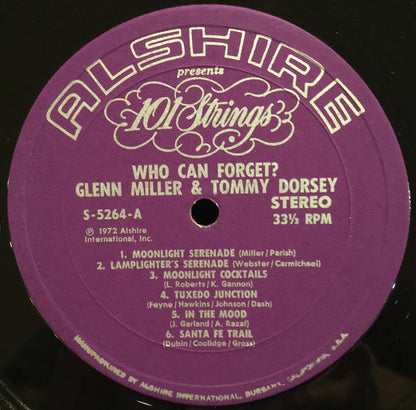 ALSHIRE
presents
101 Strings
WHO CAN FORGET?
GLENN MILLER & TOMMY DORSEY
STEREO
S-5264-A
33⅓ RPM
℗ 1972 Alshire
International, Inc.
1. MOONLIGHT SERENADE (Miller/Parish)
2. LAMPLIGHTER'S SERENADE (Webster/Carmichael)
3. MOONLIGHT COCKTAILS
(L. Roberts/K. Gannon)
4. TUXEDO JUNCTION
(Feyne/Hawkins/Johnson/Dash)
5. IN THE MOOD
(J. Garland/A. Razaf)
6. SANTA FE TRAIL
(Dubin/Coolidge/Gross)
MANUFACTURED BY ALSHIRE INTERNATIONAL, BURBANK, CALIFORNIA, U.S.A.